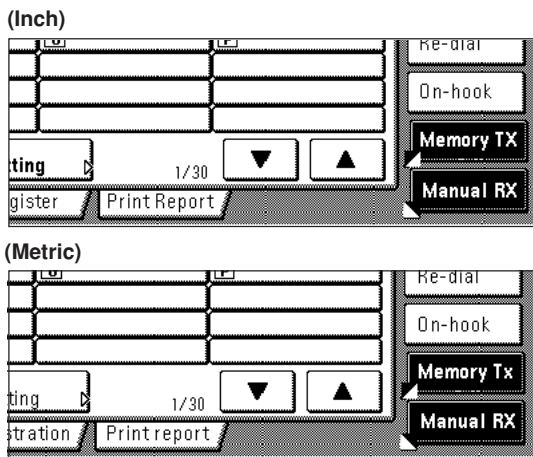 (Inch)
Re-dial
On-hook
Memory TX
tting 1/30
Manual RX
gister Print Report
(Metric)
Re-dial
On-hook
Memory Tx
ting 1/30
Manual RX
stration Print report